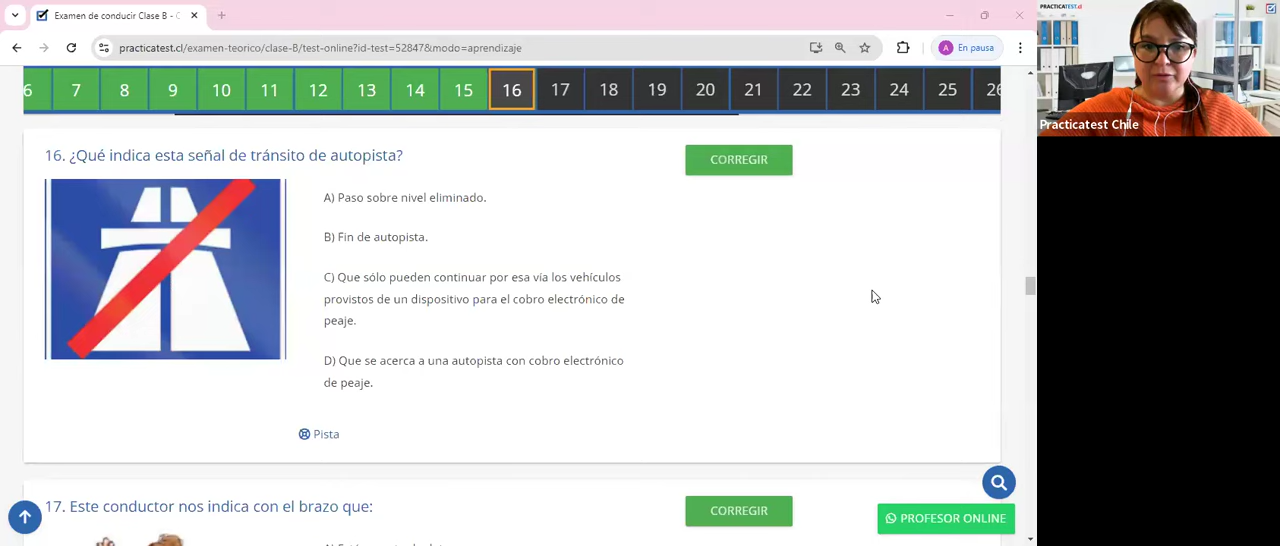 Examen de conducir Clase B - C
practicatest.cl/examen-teorico/clase-B/test-online?id-test=52847&modo=aprendizaje
A
En pausa
6 7 8 9 10 11 12 13 14 15 16 17 18 19 20 21 22 23 24 25 26
16. ¿Qué indica esta señal de tránsito de autopista?
CORREGIR
A) Paso sobre nivel eliminado.
B) Fin de autopista.
C) Que sólo pueden continuar por esa vía los vehículos
provistos de un dispositivo para el cobro electrónico de
peaje.
D) Que se acerca a una autopista con cobro electrónico
de peaje.
Pista
17. Este conductor nos indica con el brazo que:
CORREGIR
PROFESOR ONLINE
PRACTICATEST.cl
Practicatest Chile